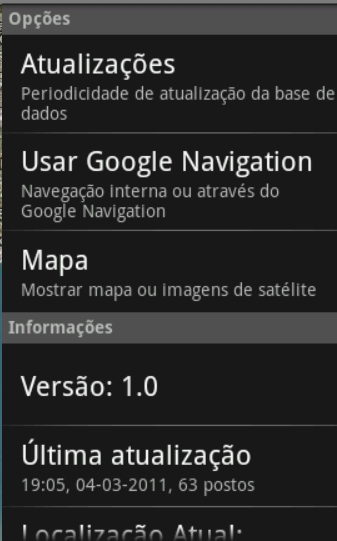 Opções
Atualizações
Periodicidade de atualização da base de
dados
Usar Google Navigation
Navegação interna ou através do
Google Navigation
Mapa
Mostrar mapa ou imagens de satélite
Informações
Versão: 1.0
Última atualização
19:05, 04-03-2011, 63 postos
Localização Atual: